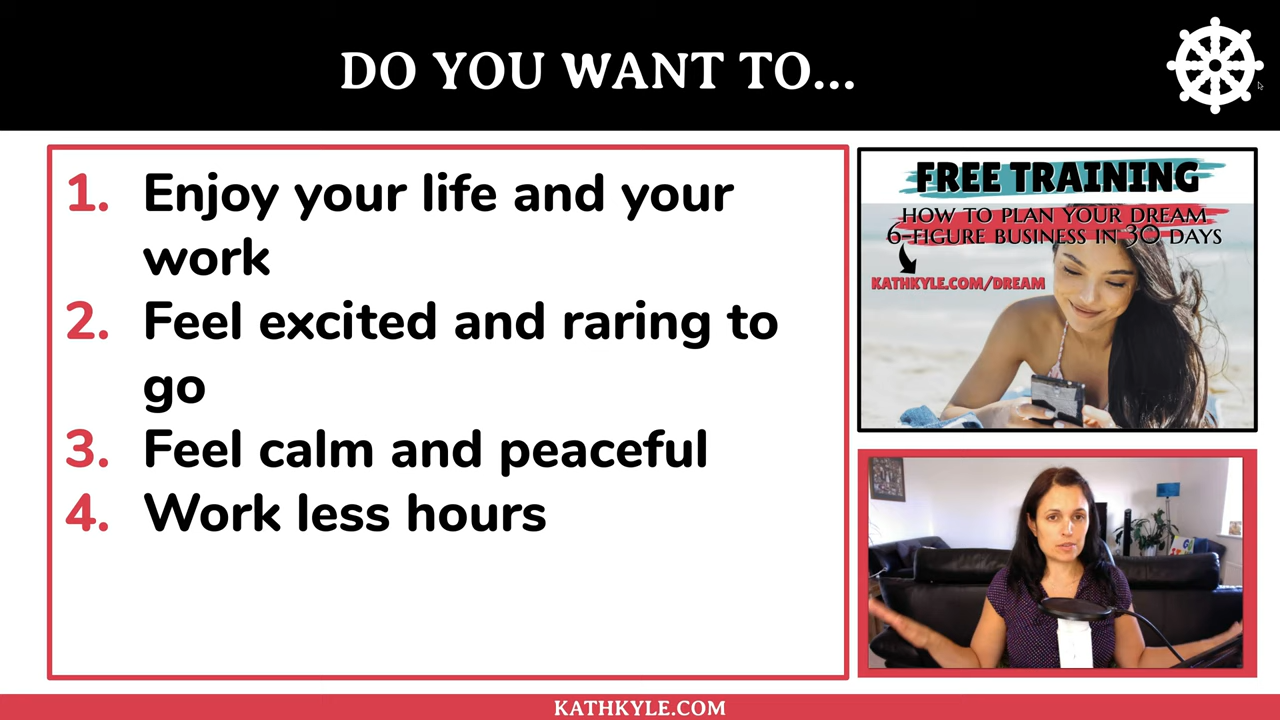 DO YOU WANT TO...
1. Enjoy your life and your
work
2. Feel excited and raring to
go
3. Feel calm and peaceful
4. Work less hours
FREE TRAINING
HOW TO PLAN YOUR DREAM
6-FIGURE BUSINESS IN 30 DAYS
KATHKYLE.COM/DREAM
KATHKYLE.COM